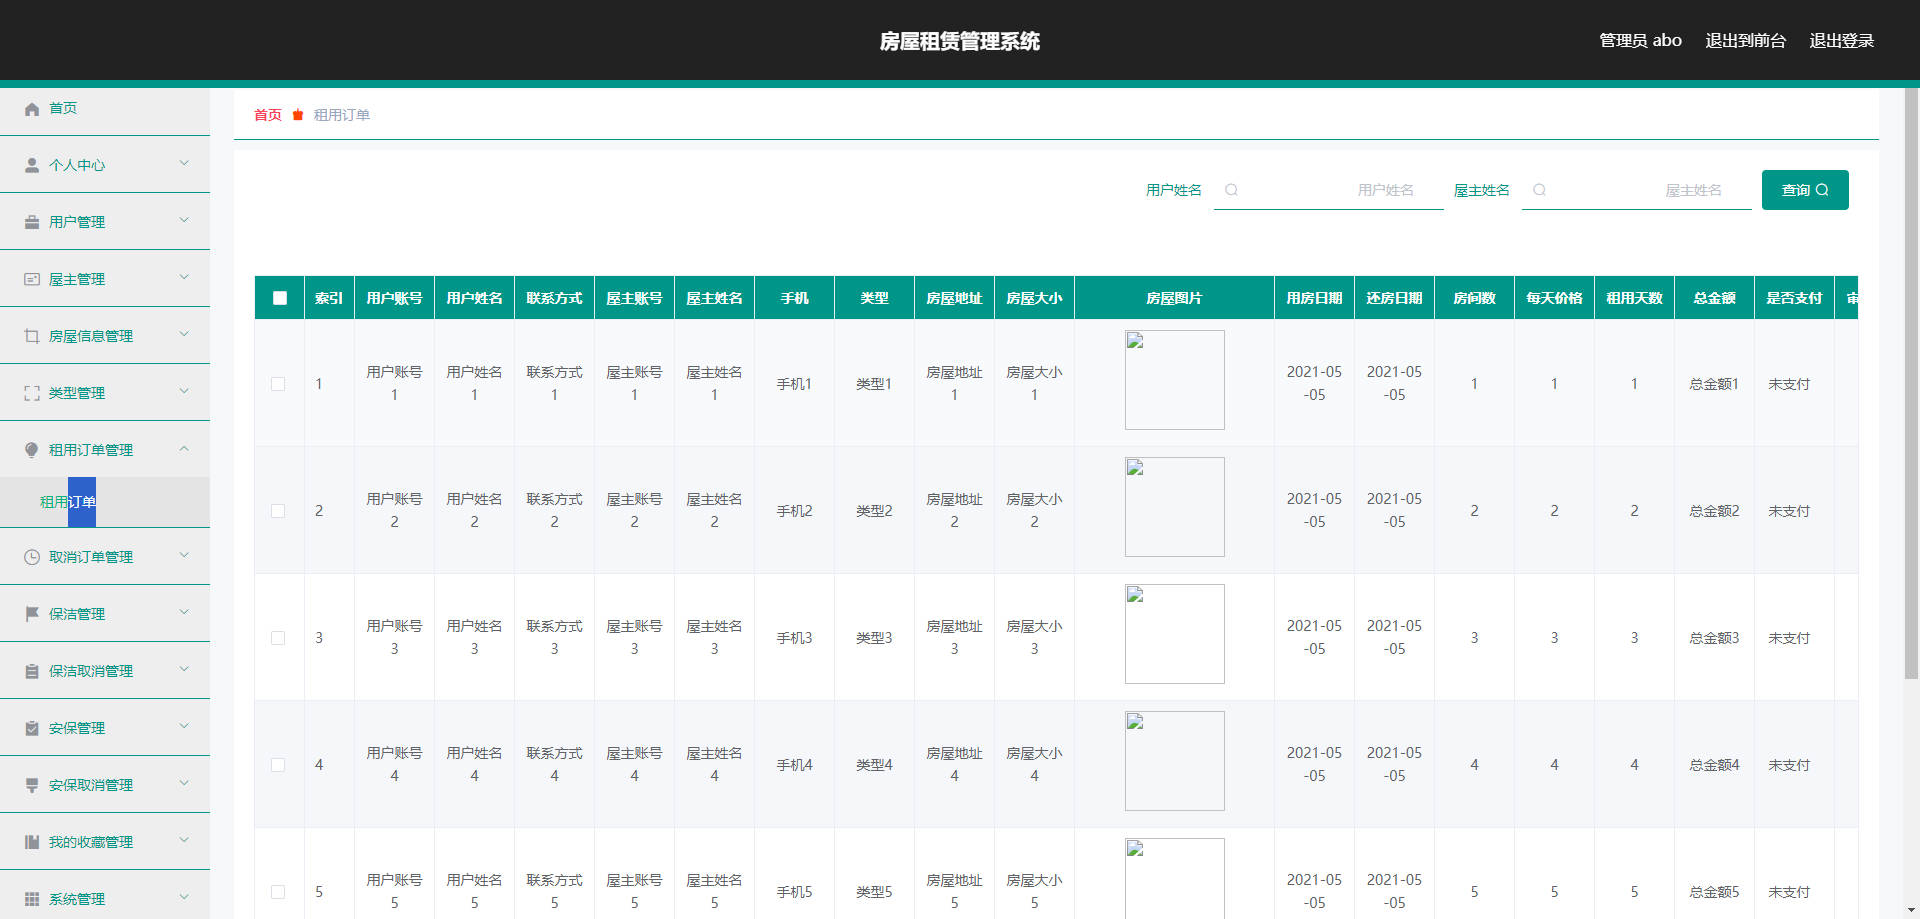 房屋租赁管理系统
管理员 abo 退出到前台 退出登录
首页
个人中心
用户管理
屋主管理
房屋信息管理
类型管理
租用订单管理
租用订单
取消订单管理
保洁管理
保洁取消管理
安保管理
安保取消管理
我的收藏管理
系统管理
首页 租用订单
用户姓名 用户姓名 屋主姓名 屋主姓名 查询
索引 用户账号 用户姓名 联系方式 屋主账号 屋主姓名 手机 类型 房屋地址 房屋大小 房屋图片 用房日期 还房日期 房间数 每天价格 租用天数 总金额 是否支付 审
1 用户账号1 用户姓名1 联系方式1 屋主账号1 屋主姓名1 手机1 类型1 房屋地址1 房屋大小1 2021-05-05 2021-05-05 1 1 1 总金额1 未支付
2 用户账号2 用户姓名2 联系方式2 屋主账号2 屋主姓名2 手机2 类型2 房屋地址2 房屋大小2 2021-05-05 2021-05-05 2 2 2 总金额2 未支付
3 用户账号3 用户姓名3 联系方式3 屋主账号3 屋主姓名3 手机3 类型3 房屋地址3 房屋大小3 2021-05-05 2021-05-05 3 3 3 总金额3 未支付
4 用户账号4 用户姓名4 联系方式4 屋主账号4 屋主姓名4 手机4 类型4 房屋地址4 房屋大小4 2021-05-05 2021-05-05 4 4 4 总金额4 未支付
5 用户账号5 用户姓名5 联系方式5 屋主账号5 屋主姓名5 手机5 类型5 房屋地址5 房屋大小5 2021-05-05 2021-05-05 5 5 5 总金额5 未支付